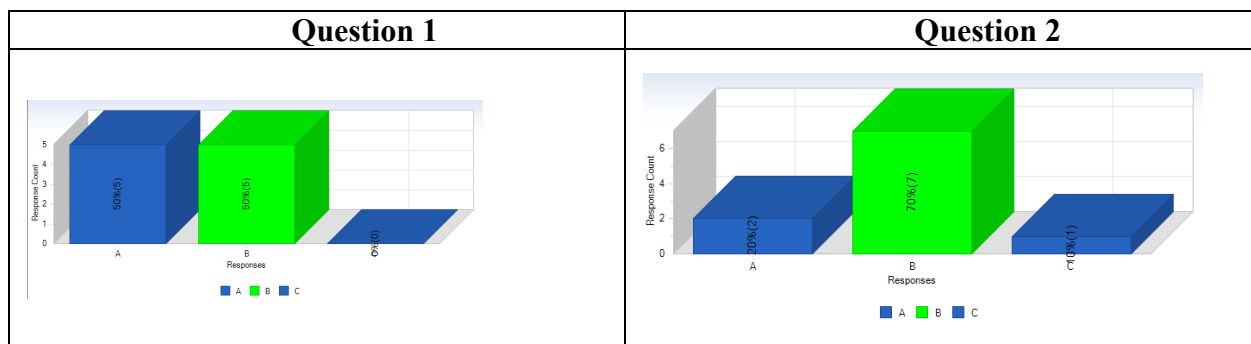 Question 1
Question 2
Response Count
5
4
3
2
1
0
50%(5)
50%(5)
0%(0)
A
B
C
Responses
A B C
Response Count
6
4
2
0
20%(2)
70%(7)
10%(1)
A
B
C
Responses
A B C